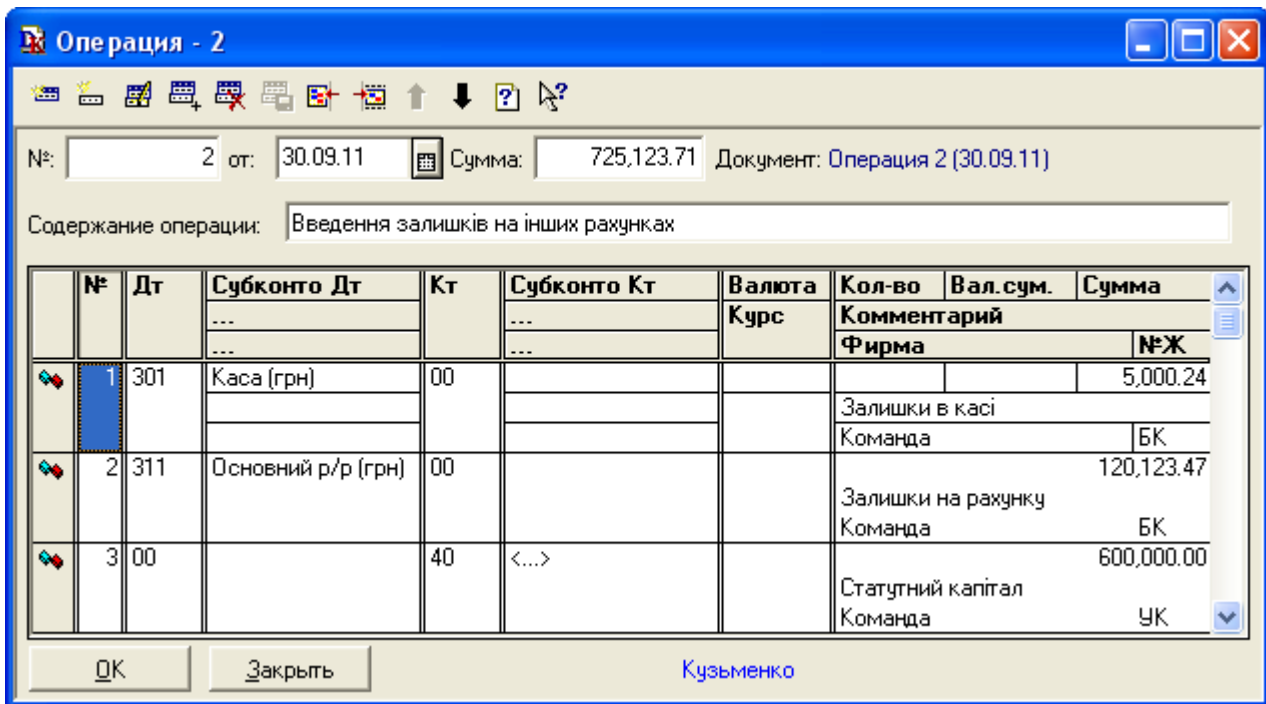 Операция - 2
№: 2 от: 30.09.11 Сумма: 725,123.71 Документ: Операция 2 (30.09.11)
Содержание операции: Введення залишків на інших рахунках
№ Дт Субконто Дт Кт Субконто Кт Валюта Кол-во Вал.сум. Сумма
... ... Курс Комментарий
... ... Фирма №Ж
1 301 Каса (грн) 00 5,000.24
Залишки в касі
Команда БК
2 311 Основний р/р (грн) 00 120,123.47
Залишки на рахунку
Команда БК
3 00 40 <...> 600,000.00
Статутний капітал
Команда УК
OK Закрыть Кузьменко